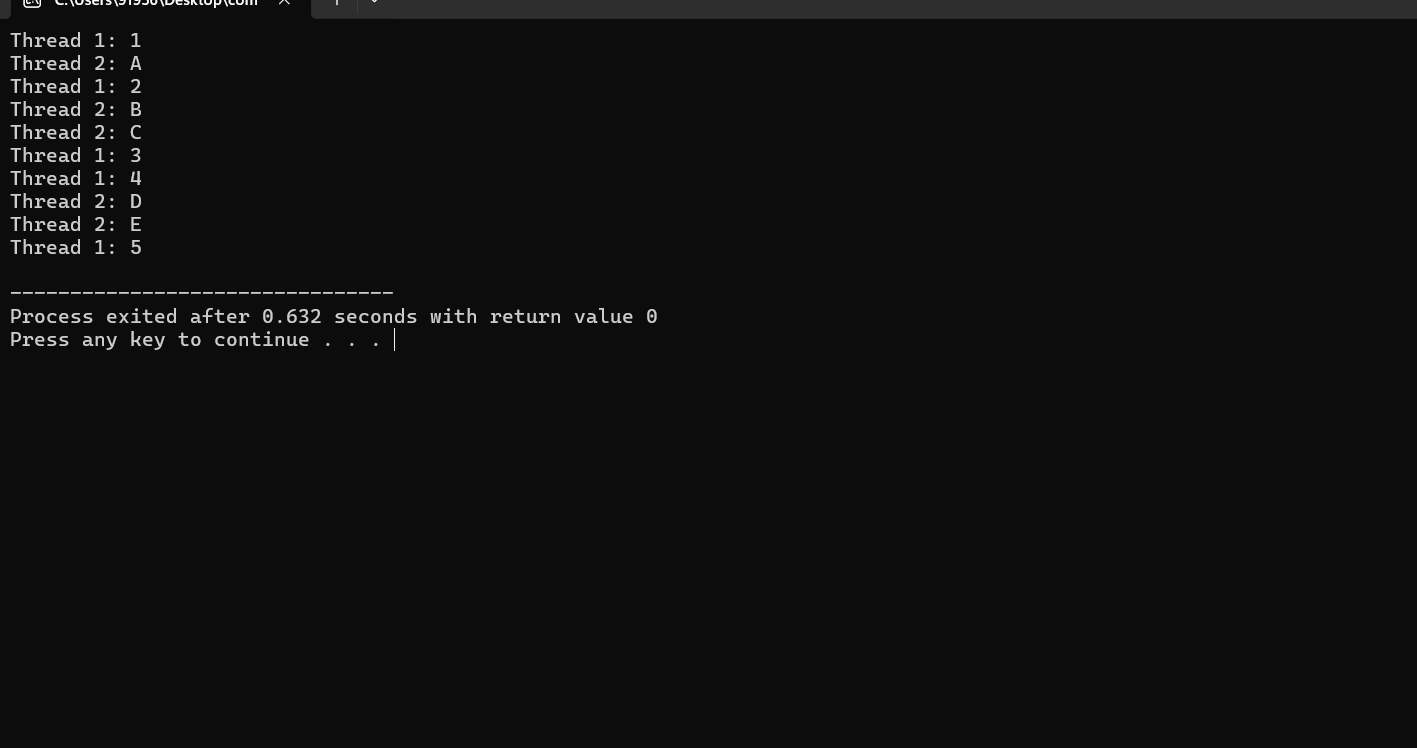 C:\Users\91936\Desktop\com
Thread 1: 1
Thread 2: A
Thread 1: 2
Thread 2: B
Thread 2: C
Thread 1: 3
Thread 1: 4
Thread 2: D
Thread 2: E
Thread 1: 5
--------------------------------
Process exited after 0.632 seconds with return value 0
Press any key to continue . . .